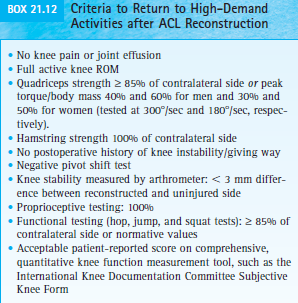 BOX 21.12 Criteria to Return to High-Demand
Activities after ACL Reconstruction
• No knee pain or joint effusion
• Full active knee ROM
• Quadriceps strength ≥ 85% of contralateral side or peak
torque/body mass 40% and 60% for men and 30% and
50% for women (tested at 300°/sec and 180°/sec, respec-
tively).
• Hamstring strength 100% of contralateral side
• No postoperative history of knee instability/giving way
• Negative pivot shift test
• Knee stability measured by arthrometer: < 3 mm differ-
ence between reconstructed and uninjured side
• Proprioceptive testing: 100%
• Functional testing (hop, jump, and squat tests): ≥ 85% of
contralateral side or normative values
• Acceptable patient-reported score on comprehensive,
quantitative knee function measurement tool, such as the
International Knee Documentation Committee Subjective
Knee Form